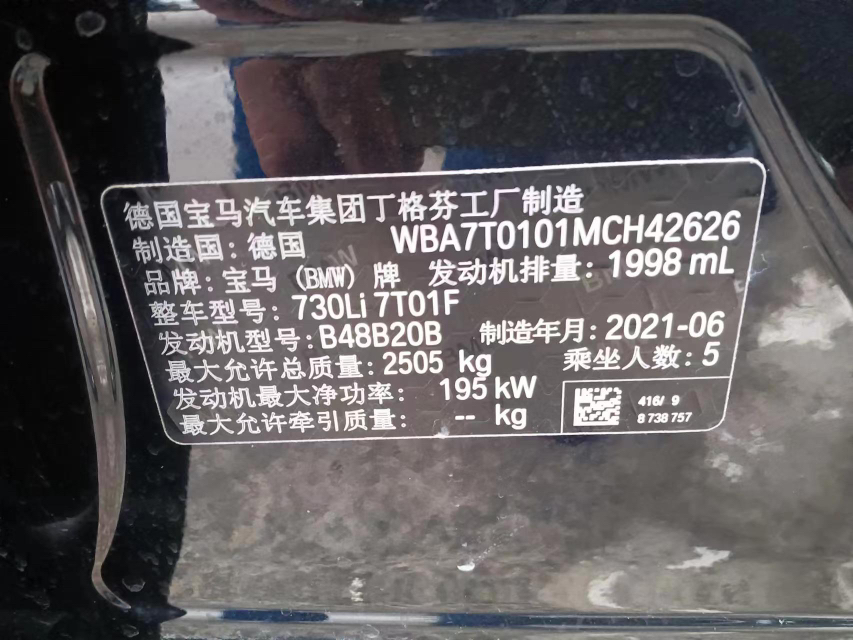 德国宝马汽车集团丁格芬工厂制造
制造国：德国 WBA7T0101MCH42626
品牌：宝马（BMW）牌 发动机排量：1998 mL
整车型号：730Li 7T01F
发动机型号：B48B20B 制造年月：2021-06
最大允许总质量：2505 kg 乘坐人数：5
发动机最大净功率： 195 kW
最大允许牵引质量： -- kg
416/ 9
8 738 757